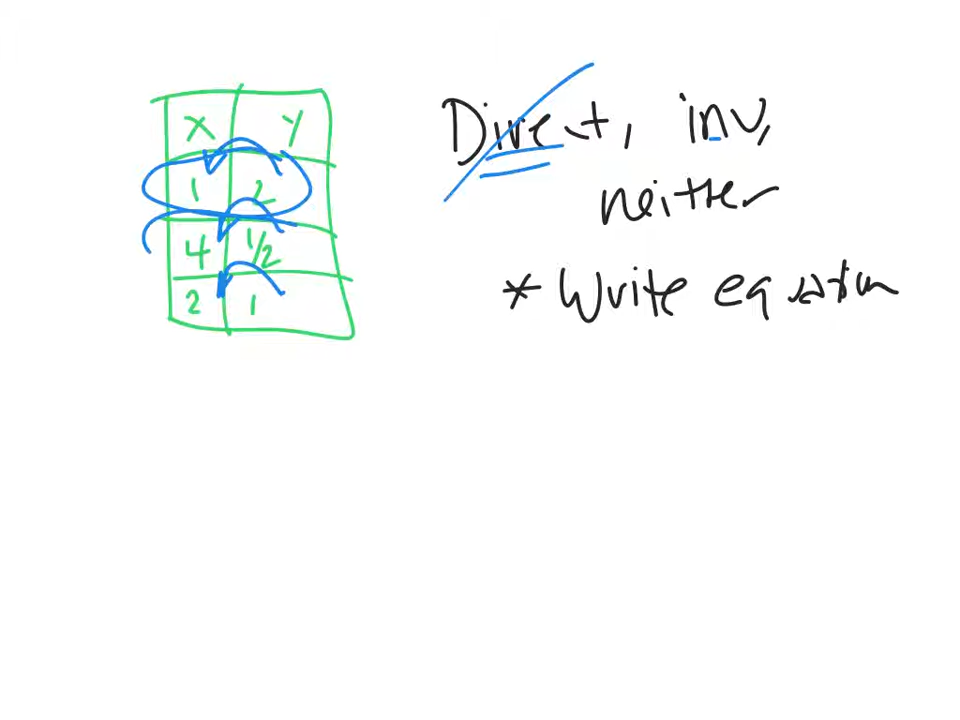 X Y
1 2
4 1/2
2 1
Direct, inv,
neither
* Write equation